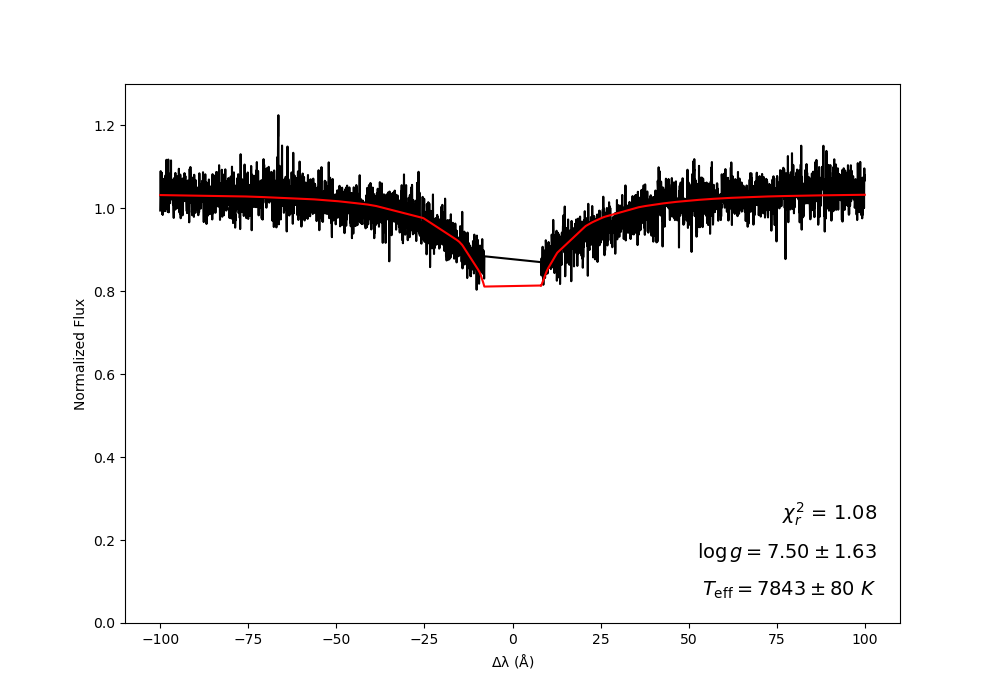 1.2
1.0
0.8
0.6
0.4
0.2
0.0
Normalized Flux
χ²ᵣ = 1.08
log g = 7.50 ± 1.63
T_eff = 7843 ± 80 K
−100 −75 −50 −25 0 25 50 75 100
Δλ (Å)